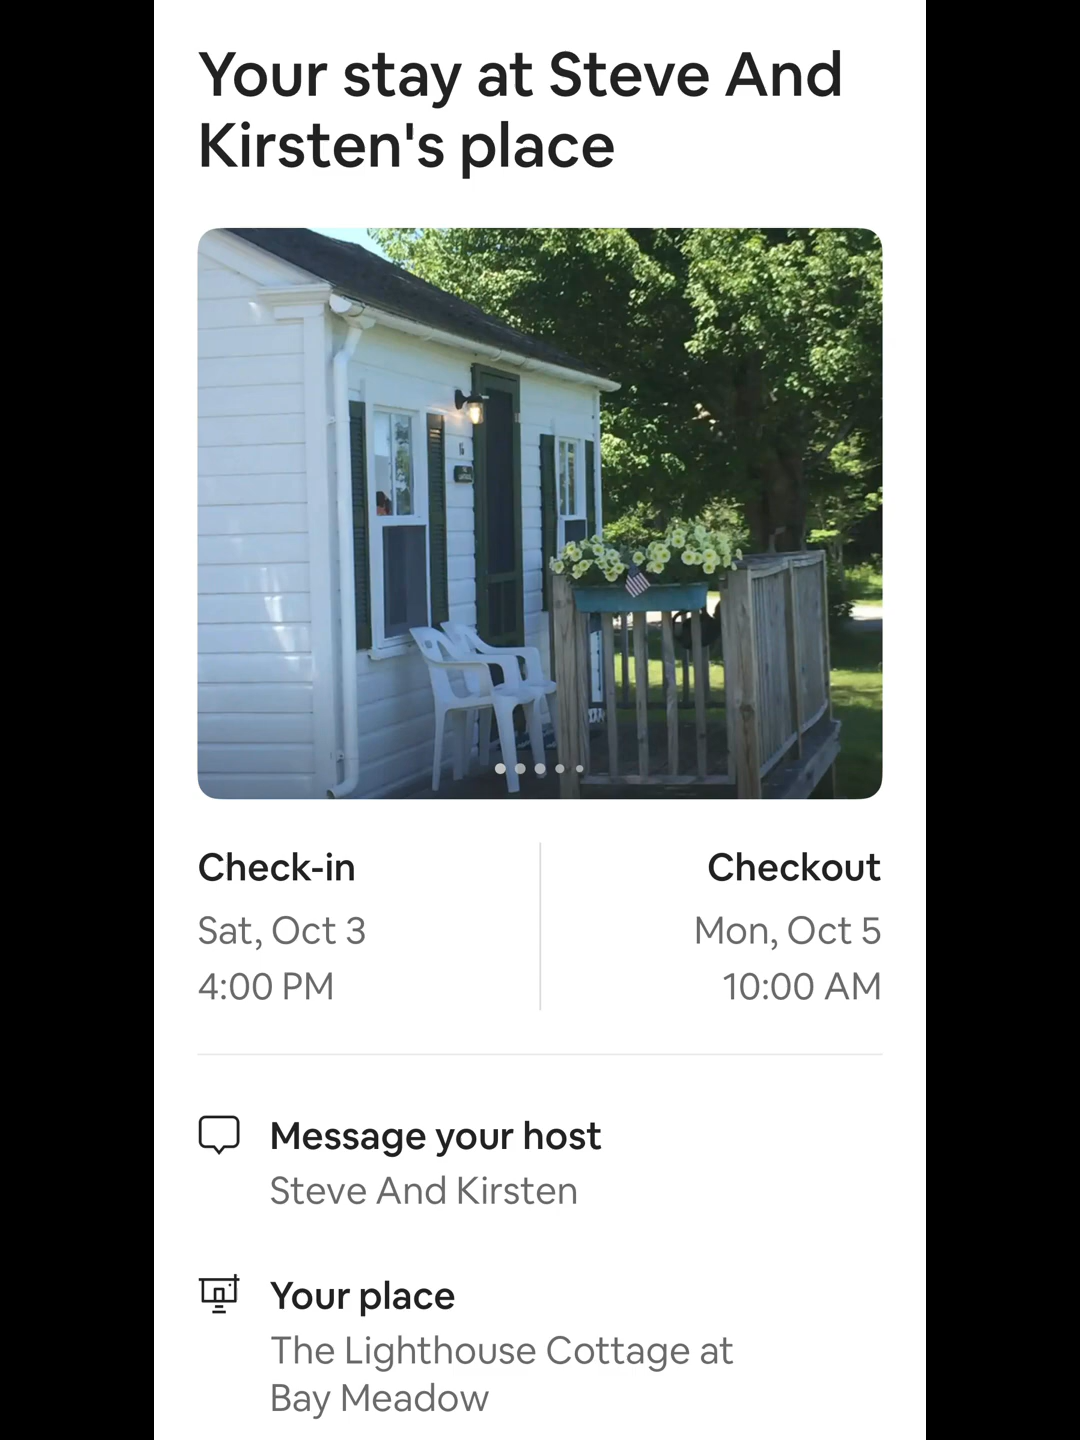 Your stay at Steve And
Kirsten's place
Check-in
Sat, Oct 3
4:00 PM
Checkout
Mon, Oct 5
10:00 AM
Message your host
Steve And Kirsten
Your place
The Lighthouse Cottage at
Bay Meadow